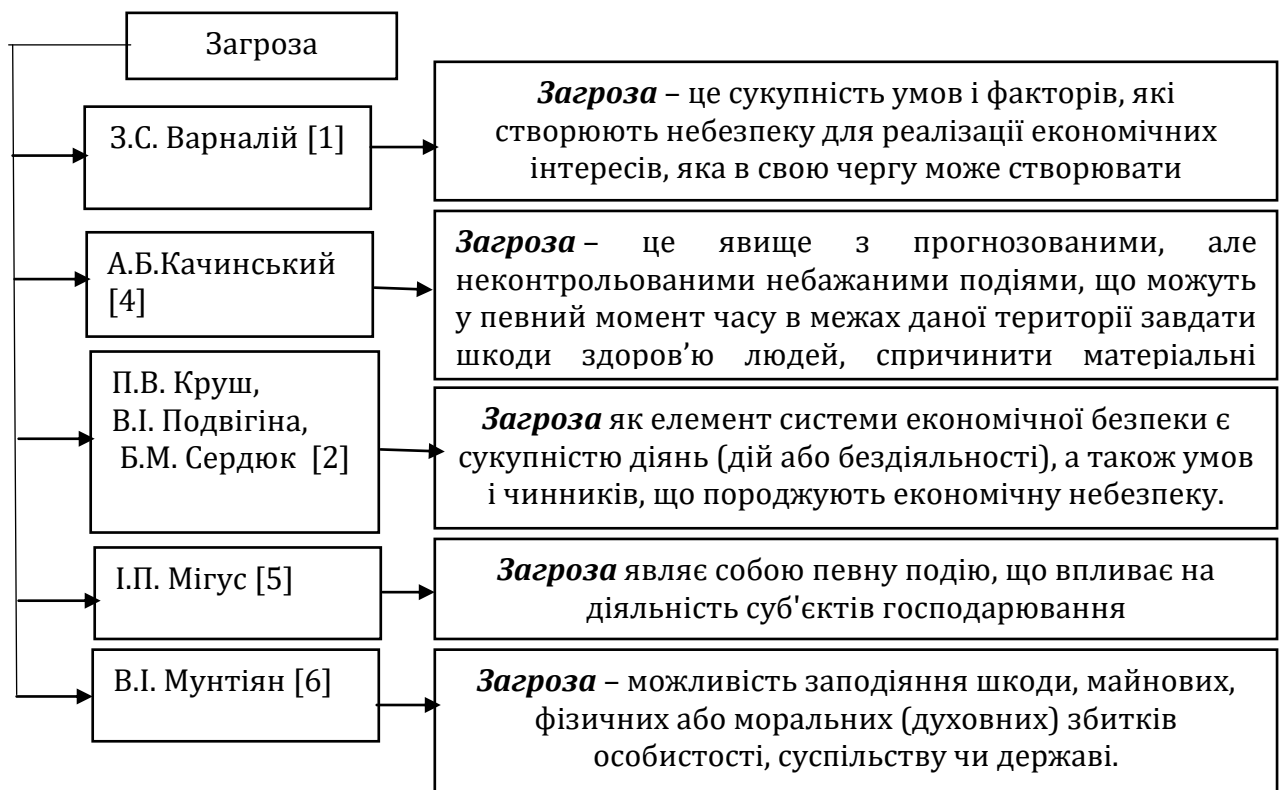 Загроза
З.С. Варналій [1]
Загроза – це сукупність умов і факторів, які
створюють небезпеку для реалізації економічних
інтересів, яка в свою чергу може створювати
А.Б.Качинський
[4]
Загроза – це явище з прогнозованими, але
неконтрольованими небажаними подіями, що можуть
у певний момент часу в межах даної території завдати
шкоди здоров’ю людей, спричинити матеріальні
П.В. Круш,
В.І. Подвігіна,
Б.М. Сердюк [2]
Загроза як елемент системи економічної безпеки є
сукупністю діянь (дій або бездіяльності), а також умов
і чинників, що породжують економічну небезпеку.
І.П. Мігус [5]
Загроза являє собою певну подію, що впливає на
діяльність суб'єктів господарювання
В.І. Мунтіян [6]
Загроза – можливість заподіяння шкоди, майнових,
фізичних або моральних (духовних) збитків
особистості, суспільству чи державі.